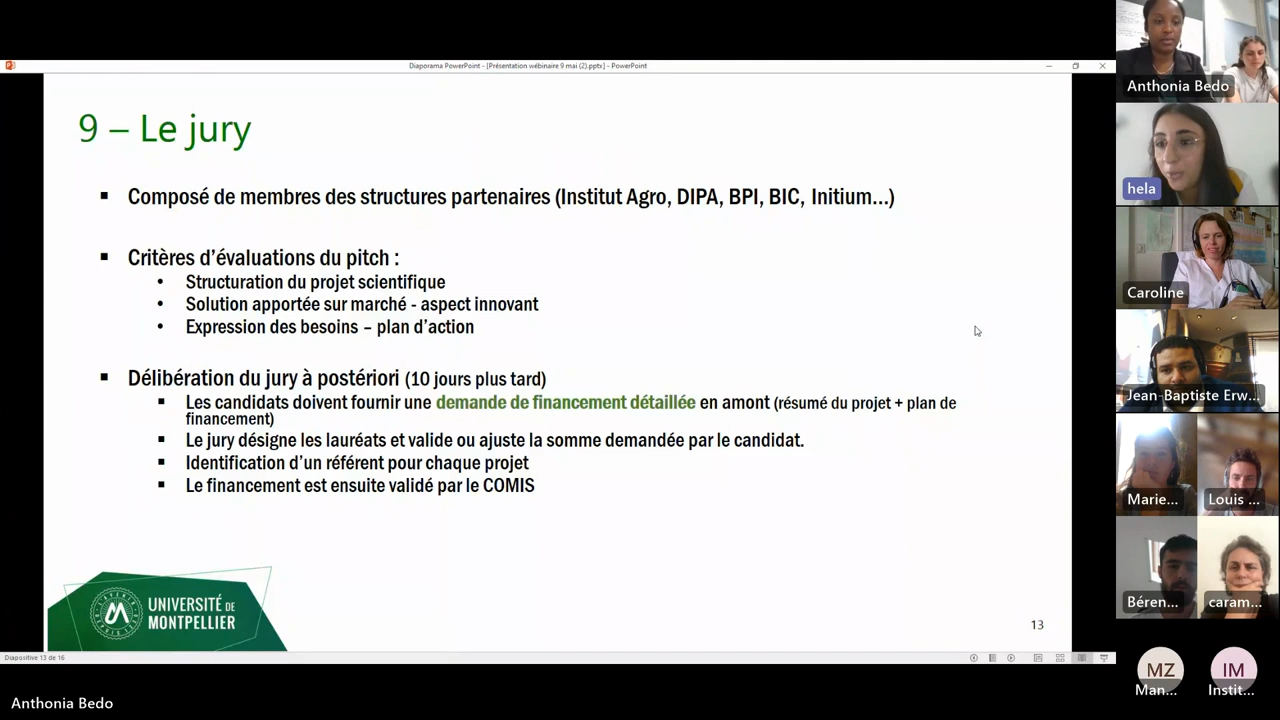 Diaporama PowerPoint - [Présentation wébinaire 9 mai (2).pptx] - PowerPoint
9 – Le jury
Composé de membres des structures partenaires (Institut Agro, DIPA, BPI, BIC, Initium...)
Critères d'évaluations du pitch :
Structuration du projet scientifique
Solution apportée sur marché - aspect innovant
Expression des besoins – plan d'action
Délibération du jury à postériori (10 jours plus tard)
Les candidats doivent fournir une demande de financement détaillée en amont (résumé du projet + plan de
financement)
Le jury désigne les lauréats et valide ou ajuste la somme demandée par le candidat.
Identification d'un référent pour chaque projet
Le financement est ensuite validé par le COMIS
UNIVERSITÉ DE
MONTPELLIER
13
Diapositive 13 de 16
Anthonia Bedo
Anthonia Bedo
hela
Caroline
Jean-Baptiste Erw...
Marie...
Louis ...
Béren...
caram...
MZ
Man...
IM
Instit...